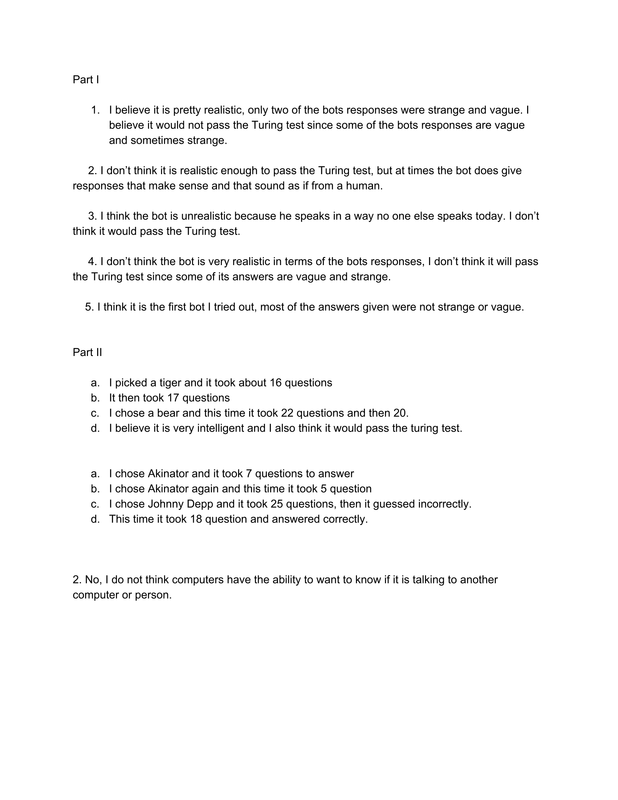 Part I
1. I believe it is pretty realistic, only two of the bots responses were strange and vague. I
believe it would not pass the Turing test since some of the bots responses are vague
and sometimes strange.
2. I don't think it is realistic enough to pass the Turing test, but at times the bot does give
responses that make sense and that sound as if from a human.
3. I think the bot is unrealistic because he speaks in a way no one else speaks today. I don't
think it would pass the Turing test.
4. I don't think the bot is very realistic in terms of the bots responses, I don't think it will pass
the Turing test since some of its answers are vague and strange.
5. I think it is the first bot I tried out, most of the answers given were not strange or vague.
Part II
a. I picked a tiger and it took about 16 questions
b. It then took 17 questions
c. I chose a bear and this time it took 22 questions and then 20.
d. I believe it is very intelligent and I also think it would pass the turing test.
a. I chose Akinator and it took 7 questions to answer
b. I chose Akinator again and this time it took 5 question
c. I chose Johnny Depp and it took 25 questions, then it guessed incorrectly.
d. This time it took 18 question and answered correctly.
2. No, I do not think computers have the ability to want to know if it is talking to another
computer or person.